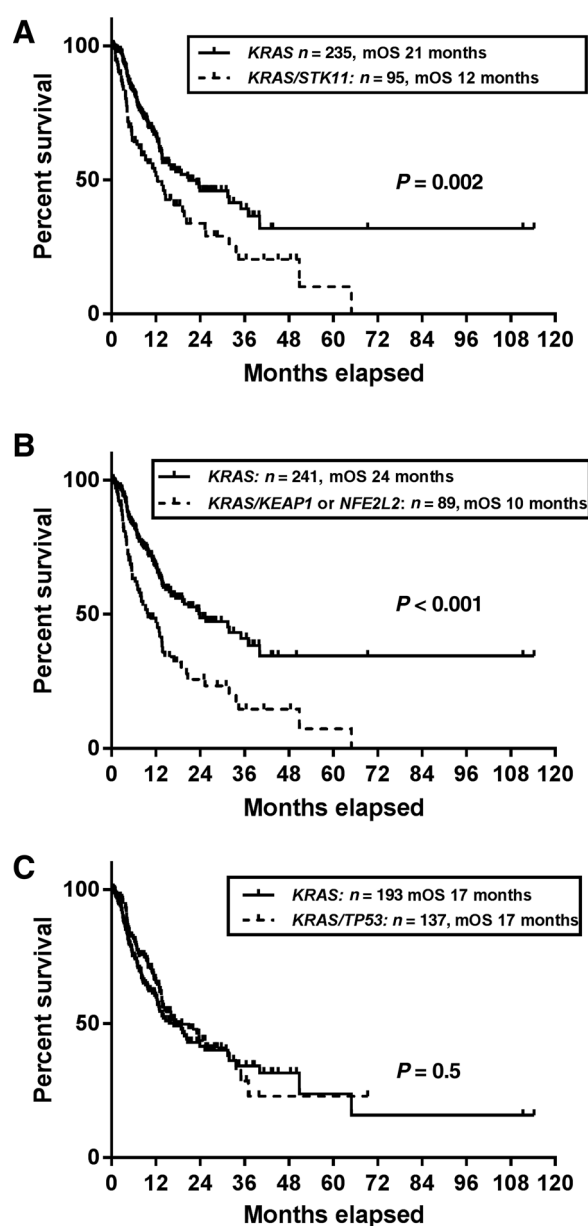 A
KRAS n = 235, mOS 21 months
KRAS/STK11: n = 95, mOS 12 months
100
50
0
Percent survival
P = 0.002
0 12 24 36 48 60 72 84 96 108 120
Months elapsed
B
KRAS: n = 241, mOS 24 months
KRAS/KEAP1 or NFE2L2: n = 89, mOS 10 months
100
50
0
Percent survival
P < 0.001
0 12 24 36 48 60 72 84 96 108 120
Months elapsed
C
KRAS: n = 193 mOS 17 months
KRAS/TP53: n = 137, mOS 17 months
100
50
0
Percent survival
P = 0.5
0 12 24 36 48 60 72 84 96 108 120
Months elapsed